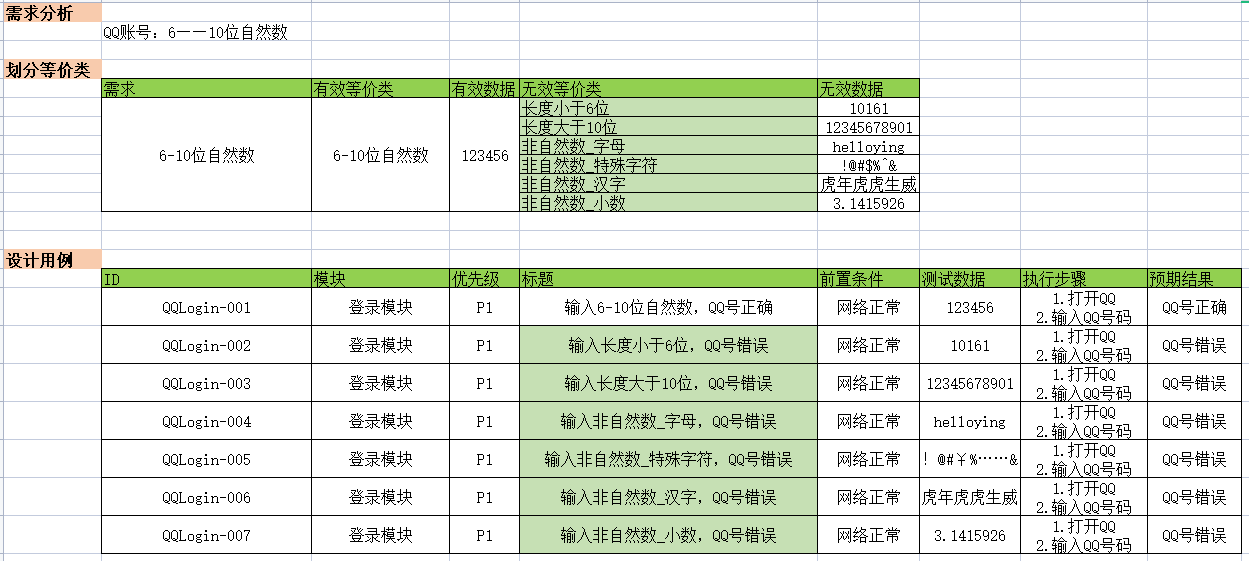 需求分析
QQ账号：6——10位自然数
划分等价类
需求 有效等价类 有效数据 无效等价类 无效数据
6-10位自然数 6-10位自然数 123456
长度小于6位 10161
长度大于10位 12345678901
非自然数_字母 helloying
非自然数_特殊字符 !@#$%^&
非自然数_汉字 虎年虎虎生威
非自然数_小数 3.1415926
设计用例
ID 模块 优先级 标题 前置条件 测试数据 执行步骤 预期结果
QQLogin-001 登录模块 P1 输入6-10位自然数，QQ号正确 网络正常 123456 1.打开QQ
2.输入QQ号码 QQ号正确
QQLogin-002 登录模块 P1 输入长度小于6位，QQ号错误 网络正常 10161 1.打开QQ
2.输入QQ号码 QQ号错误
QQLogin-003 登录模块 P1 输入长度大于10位，QQ号错误 网络正常 12345678901 1.打开QQ
2.输入QQ号码 QQ号错误
QQLogin-004 登录模块 P1 输入非自然数_字母，QQ号错误 网络正常 helloying 1.打开QQ
2.输入QQ号码 QQ号错误
QQLogin-005 登录模块 P1 输入非自然数_特殊字符，QQ号错误 网络正常 ！@#￥%……& 1.打开QQ
2.输入QQ号码 QQ号错误
QQLogin-006 登录模块 P1 输入非自然数_汉字，QQ号错误 网络正常 虎年虎虎生威 1.打开QQ
2.输入QQ号码 QQ号错误
QQLogin-007 登录模块 P1 输入非自然数_小数，QQ号错误 网络正常 3.1415926 1.打开QQ
2.输入QQ号码 QQ号错误